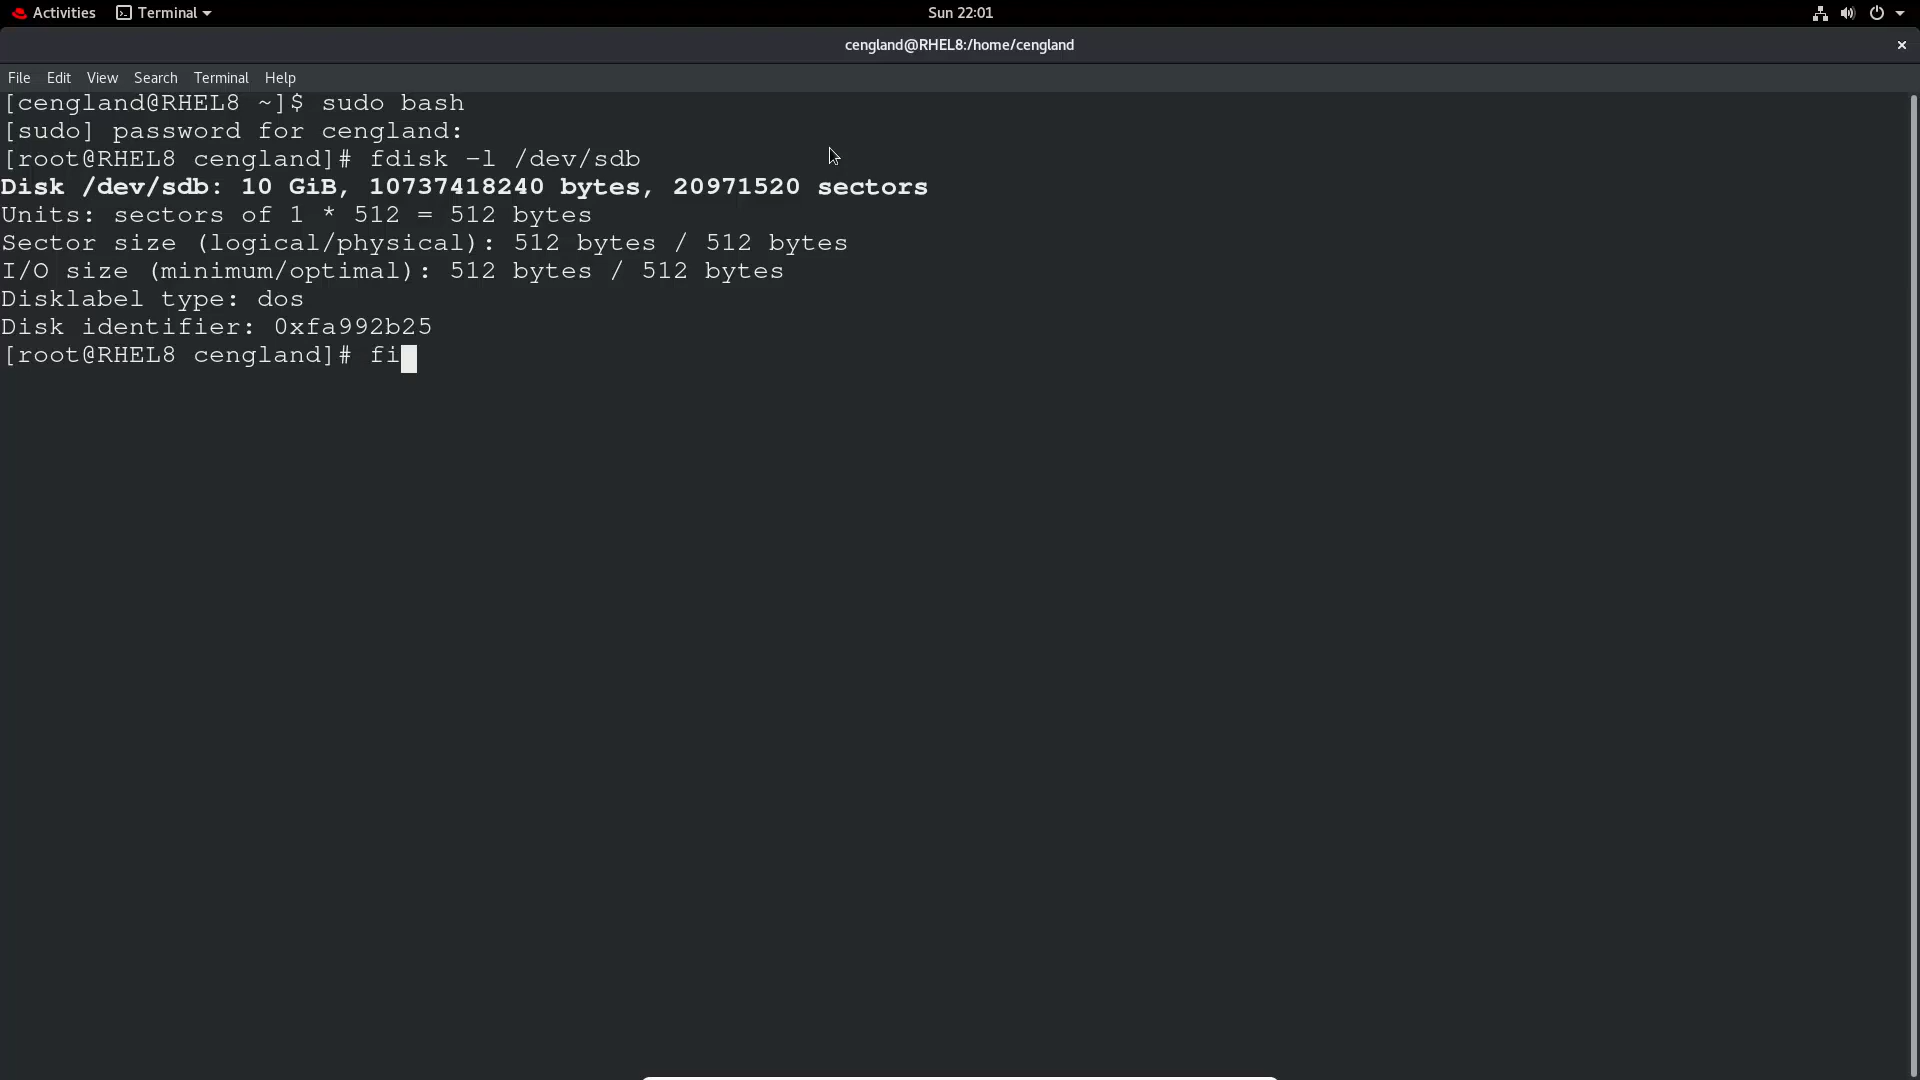 Activities Terminal Sun 22:01
cengland@RHEL8:/home/cengland
File Edit View Search Terminal Help
[cengland@RHEL8 ~]$ sudo bash
[sudo] password for cengland:
[root@RHEL8 cengland]# fdisk -l /dev/sdb
Disk /dev/sdb: 10 GiB, 10737418240 bytes, 20971520 sectors
Units: sectors of 1 * 512 = 512 bytes
Sector size (logical/physical): 512 bytes / 512 bytes
I/O size (minimum/optimal): 512 bytes / 512 bytes
Disklabel type: dos
Disk identifier: 0xfa992b25
[root@RHEL8 cengland]# fi